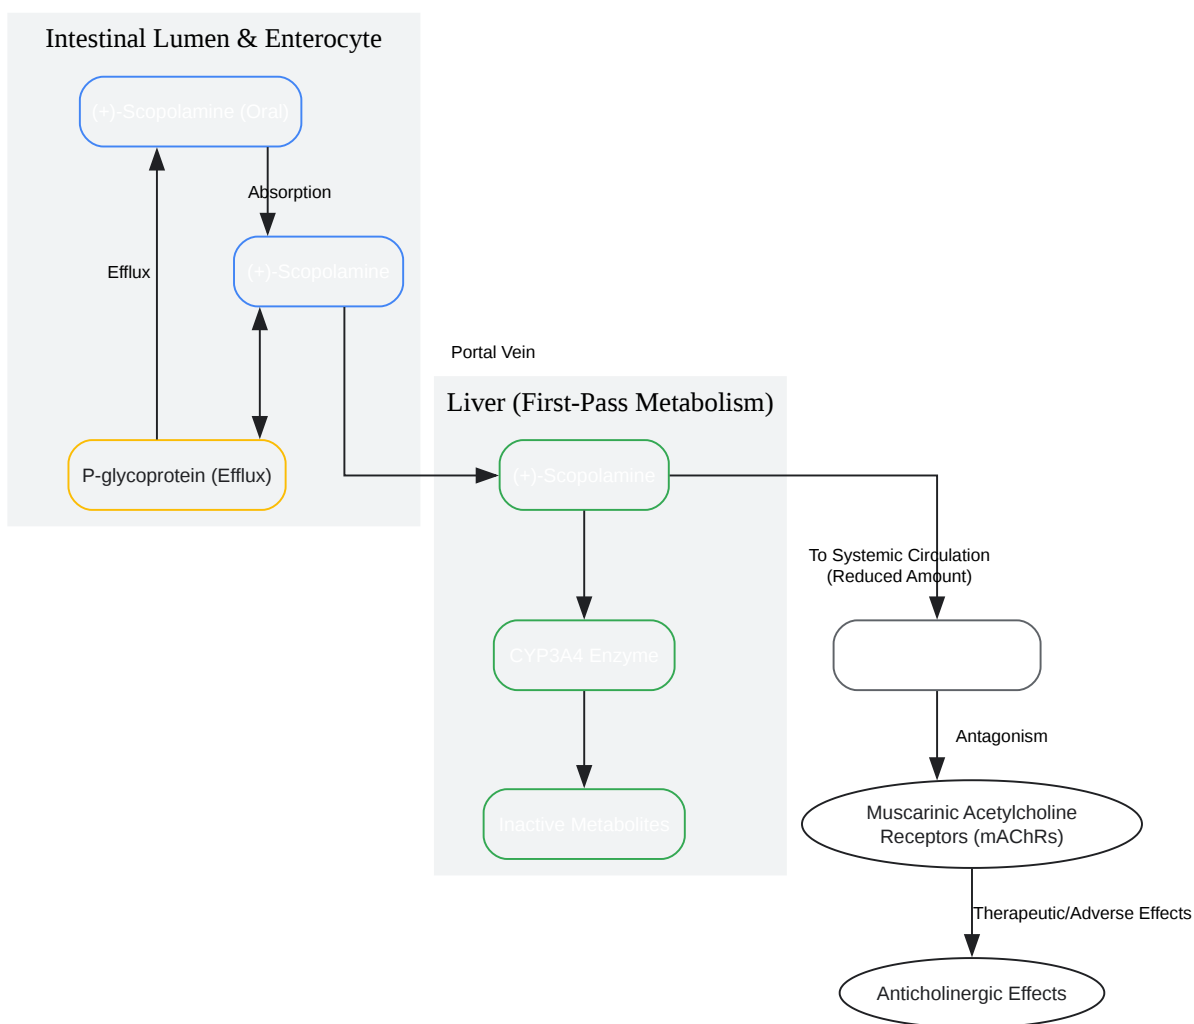 Intestinal Lumen & Enterocyte
(+)-Scopolamine (Oral)
Absorption
(+)-Scopolamine
Efflux
P-glycoprotein (Efflux)
Portal Vein
Liver (First-Pass Metabolism)
(+)-Scopolamine
CYP3A4 Enzyme
Inactive Metabolites
To Systemic Circulation
(Reduced Amount)
Antagonism
Muscarinic Acetylcholine
Receptors (mAChRs)
Therapeutic/Adverse Effects
Anticholinergic Effects